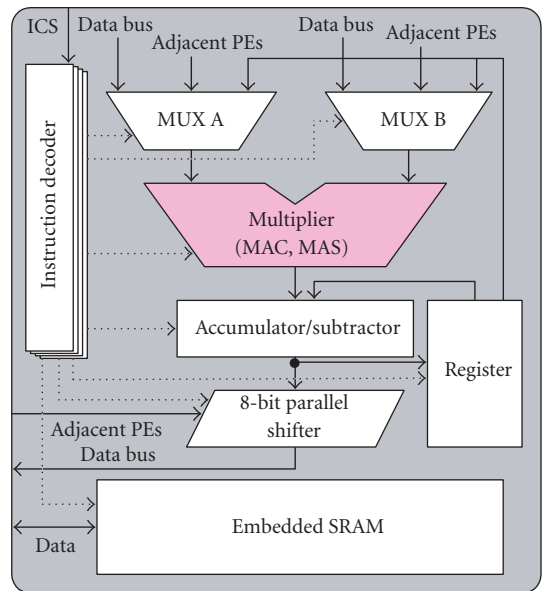 ICS
Data bus
Adjacent PEs
Data bus
Adjacent PEs
MUX A
MUX B
Instruction decoder
Multiplier
(MAC, MAS)
Accumulator/subtractor
Register
8-bit parallel
shifter
Adjacent PEs
Data bus
Embedded SRAM
Data